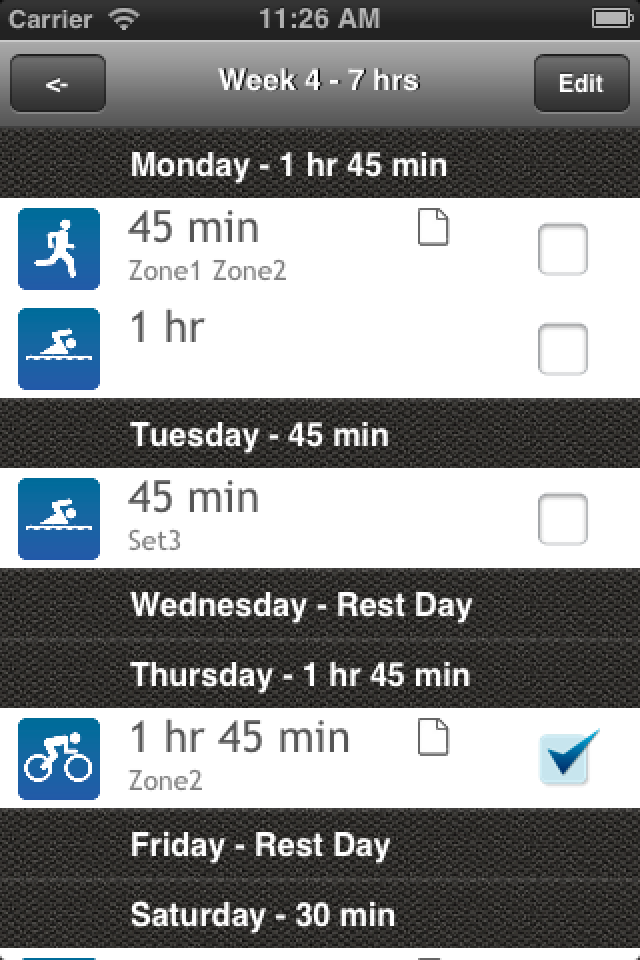 Carrier 11:26 AM
<- Week 4 - 7 hrs Edit
Monday - 1 hr 45 min
45 min
Zone1 Zone2
1 hr
Tuesday - 45 min
45 min
Set3
Wednesday - Rest Day
Thursday - 1 hr 45 min
1 hr 45 min
Zone2
Friday - Rest Day
Saturday - 30 min